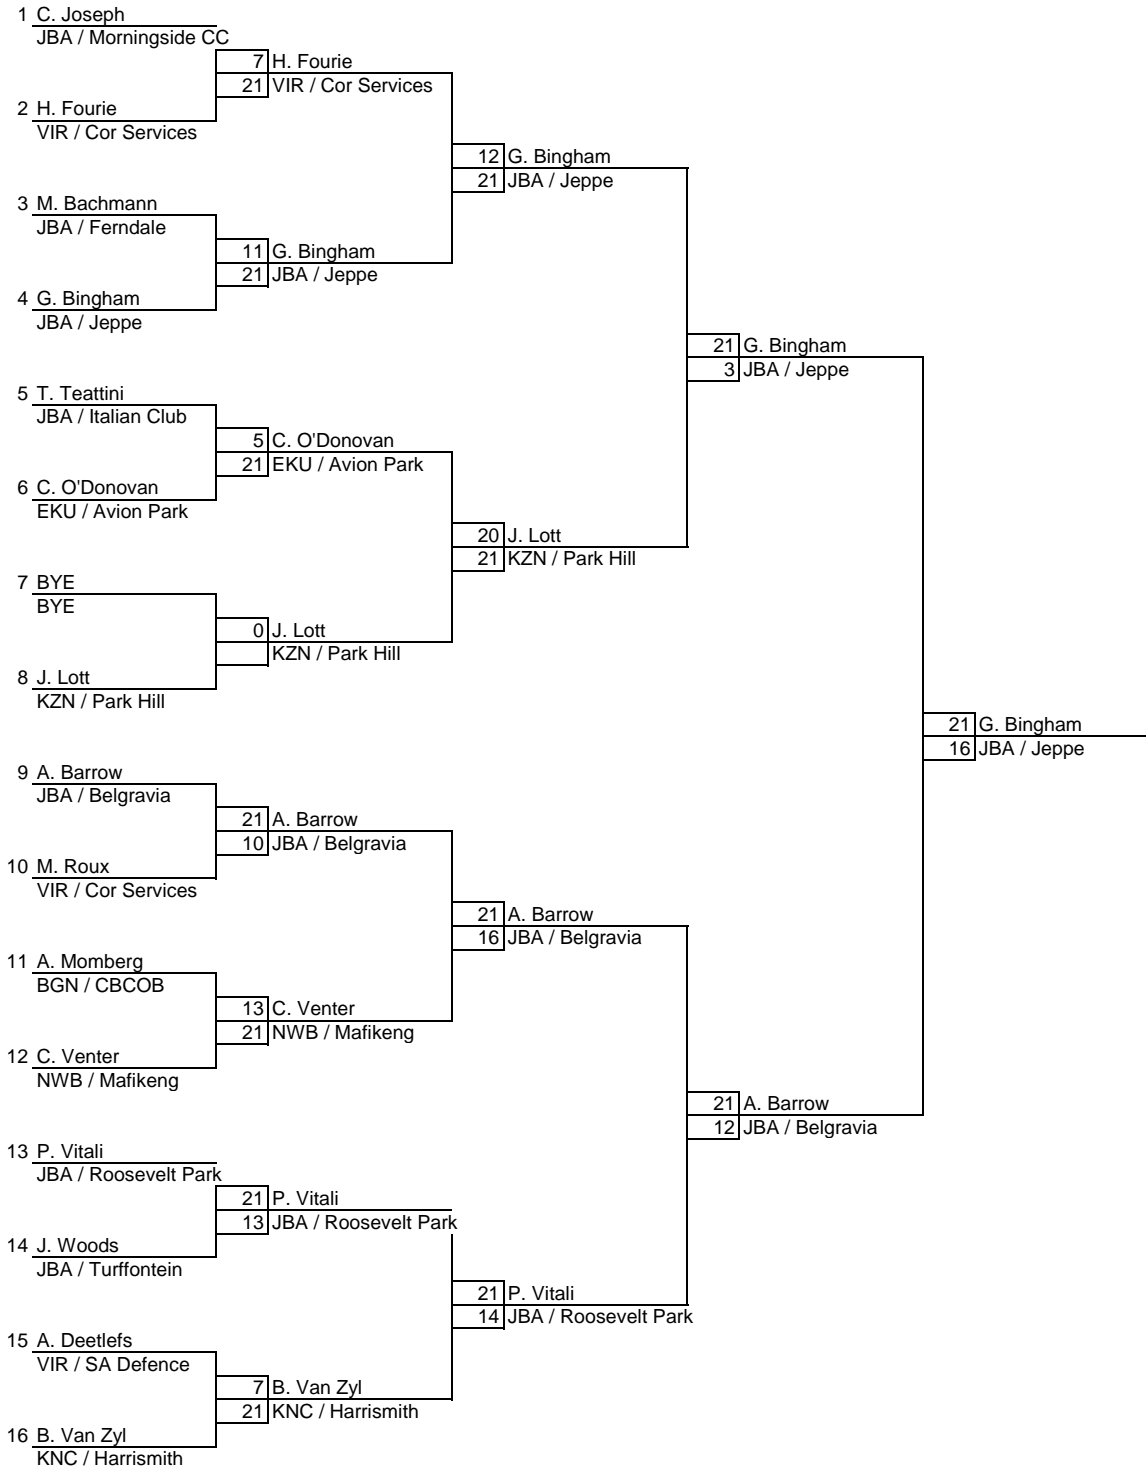 1 C. Joseph
JBA / Morningside CC
7 H. Fourie
21 VIR / Cor Services
2 H. Fourie
VIR / Cor Services
12 G. Bingham
21 JBA / Jeppe
3 M. Bachmann
JBA / Ferndale
11 G. Bingham
21 JBA / Jeppe
4 G. Bingham
JBA / Jeppe
21 G. Bingham
3 JBA / Jeppe
5 T. Teattini
JBA / Italian Club
5 C. O'Donovan
21 EKU / Avion Park
6 C. O'Donovan
EKU / Avion Park
20 J. Lott
21 KZN / Park Hill
7 BYE
BYE
0 J. Lott
KZN / Park Hill
8 J. Lott
KZN / Park Hill
21 G. Bingham
16 JBA / Jeppe
9 A. Barrow
JBA / Belgravia
21 A. Barrow
10 JBA / Belgravia
10 M. Roux
VIR / Cor Services
21 A. Barrow
16 JBA / Belgravia
11 A. Momberg
BGN / CBCOB
13 C. Venter
21 NWB / Mafikeng
12 C. Venter
NWB / Mafikeng
21 A. Barrow
12 JBA / Belgravia
13 P. Vitali
JBA / Roosevelt Park
21 P. Vitali
13 JBA / Roosevelt Park
14 J. Woods
JBA / Turffontein
21 P. Vitali
14 JBA / Roosevelt Park
15 A. Deetlefs
VIR / SA Defence
7 B. Van Zyl
21 KNC / Harrismith
16 B. Van Zyl
KNC / Harrismith